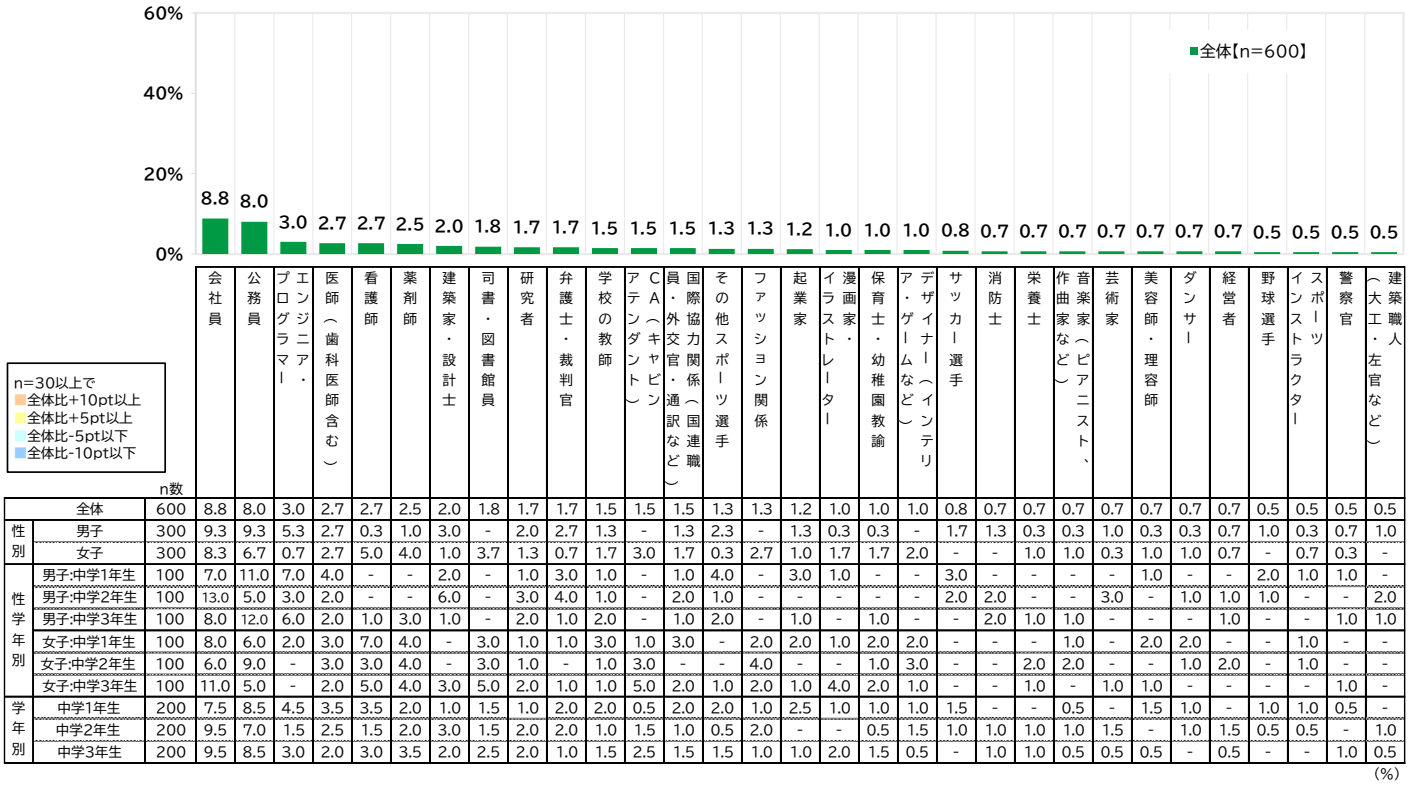 60%
40%
20%
0%
■全体【n=600】
8.8 8.0 3.0 2.7 2.7 2.5 2.0 1.8 1.7 1.7 1.5 1.5 1.5 1.3 1.3 1.2 1.0 1.0 1.0 0.8 0.7 0.7 0.7 0.7 0.7 0.7 0.7 0.5 0.5 0.5 0.5
会社員
公務員
エンジニア・
プログラマー
医師（歯科医師含む）
看護師
薬剤師
建築家・設計士
司書・図書館員
研究者
弁護士・裁判官
学校の教師
CA（キャビン
アテンダント）
国際協力関係（国連職
員・外交官・通訳など）
その他スポーツ選手
ファッション関係
起業家
漫画家・
イラストレーター
保育士・幼稚園教諭
デザイナー（インテリ
ア・ゲームなど）
サッカー選手
消防士
栄養士
音楽家（ピアニスト、
作曲家など）
芸術家
美容師・理容師
ダンサー
経営者
野球選手
スポーツ
インストラクター
警察官
建築職人
（大工・左官など）
n=30以上で
■全体比+10pt以上
■全体比+5pt以上
■全体比-5pt以下
■全体比-10pt以下
n数
全体 600 8.8 8.0 3.0 2.7 2.7 2.5 2.0 1.8 1.7 1.7 1.5 1.5 1.5 1.3 1.3 1.2 1.0 1.0 1.0 0.8 0.7 0.7 0.7 0.7 0.7 0.7 0.7 0.5 0.5 0.5 0.5
性別
男子 300 9.3 9.3 5.3 2.7 0.3 1.0 3.0 - 2.0 2.7 1.3 - 1.3 2.3 - 1.3 0.3 0.3 - 1.7 1.3 0.3 0.3 1.0 0.3 0.3 0.7 1.0 0.3 0.7 1.0
女子 300 8.3 6.7 0.7 2.7 5.0 4.0 1.0 3.7 1.3 0.7 1.7 3.0 1.7 0.3 2.7 1.0 1.7 1.7 2.0 - - 1.0 1.0 0.3 1.0 1.0 0.7 - 0.7 0.3 -
性学年別
男子:中学1年生 100 7.0 11.0 7.0 4.0 - - 2.0 - 1.0 3.0 1.0 - 1.0 4.0 - 3.0 1.0 - - 3.0 - - - - 1.0 - - 2.0 1.0 1.0 -
男子:中学2年生 100 13.0 5.0 3.0 2.0 - - 6.0 - 3.0 4.0 1.0 - 2.0 1.0 - - - - - 2.0 2.0 - - 3.0 - 1.0 1.0 1.0 - - 2.0
男子:中学3年生 100 8.0 12.0 6.0 2.0 1.0 3.0 1.0 - 2.0 1.0 2.0 - 1.0 2.0 - 1.0 - 1.0 - - 2.0 1.0 1.0 - - - 1.0 - - 1.0 1.0
女子:中学1年生 100 8.0 6.0 2.0 3.0 7.0 4.0 - 3.0 1.0 1.0 3.0 1.0 3.0 - 2.0 2.0 1.0 2.0 2.0 - - - 1.0 - 2.0 2.0 - - 1.0 - -
女子:中学2年生 100 6.0 9.0 - 3.0 3.0 4.0 - 3.0 1.0 - 1.0 3.0 - - 4.0 - - 1.0 3.0 - - 2.0 2.0 - - 1.0 2.0 - 1.0 - -
女子:中学3年生 100 11.0 5.0 - 2.0 5.0 4.0 3.0 5.0 2.0 1.0 1.0 5.0 2.0 1.0 2.0 1.0 4.0 2.0 1.0 - - 1.0 - 1.0 1.0 - - - - 1.0 -
学年別
中学1年生 200 7.5 8.5 4.5 3.5 3.5 2.0 1.0 1.5 1.0 2.0 2.0 0.5 2.0 2.0 1.0 2.5 1.0 1.0 1.0 1.5 - - 0.5 - 1.5 1.0 - 1.0 1.0 0.5 -
中学2年生 200 9.5 7.0 1.5 2.5 1.5 2.0 3.0 1.5 2.0 2.0 1.0 1.5 1.0 0.5 2.0 - - 0.5 1.5 1.0 1.0 1.0 1.0 1.5 - 1.0 1.5 0.5 0.5 - 1.0
中学3年生 200 9.5 8.5 3.0 2.0 3.0 3.5 2.0 2.5 2.0 1.0 1.5 2.5 1.5 1.5 1.0 1.0 2.0 1.5 0.5 - 1.0 1.0 0.5 0.5 0.5 - 0.5 - - 1.0 0.5
(%)